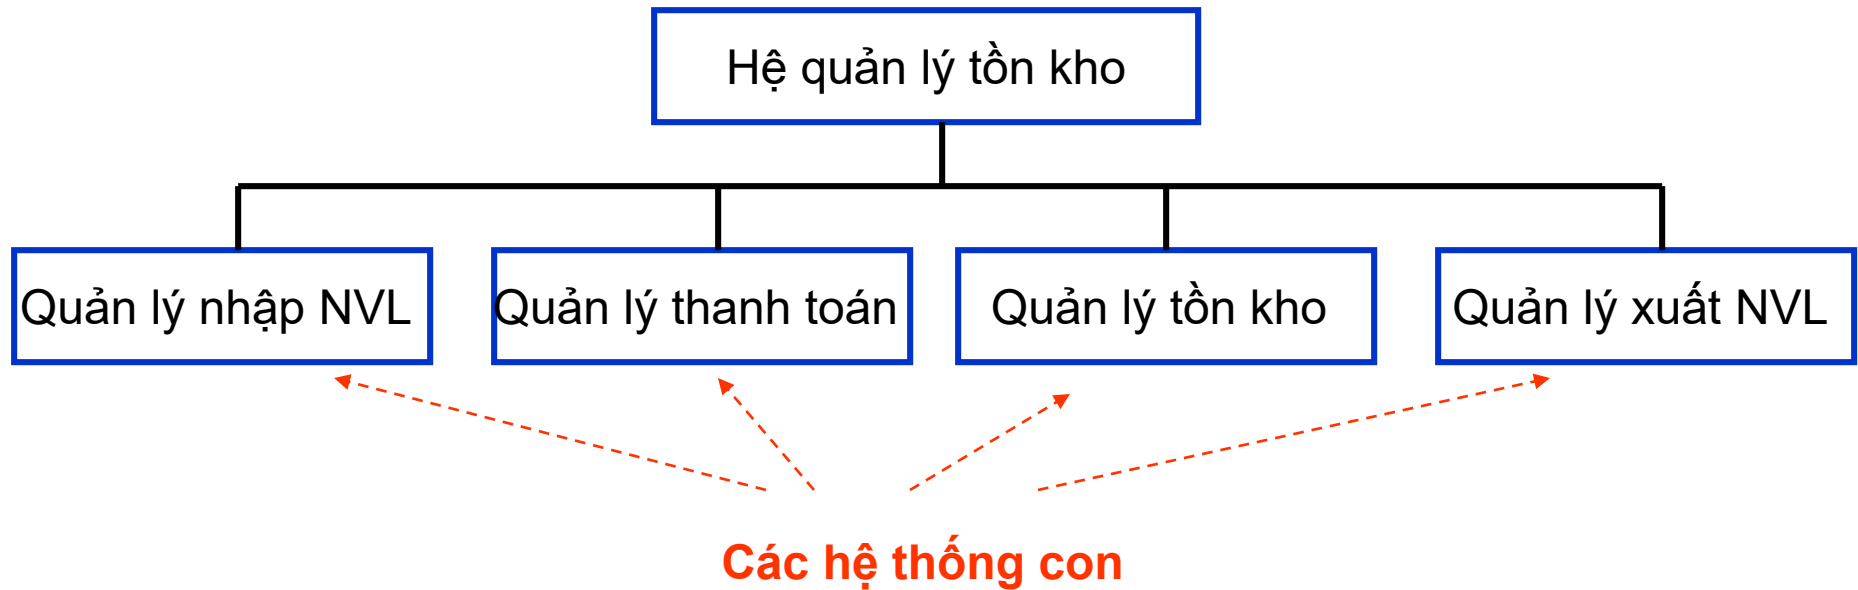 Hệ quản lý tồn kho
Quản lý nhập NVL
Quản lý thanh toán
Quản lý tồn kho
Quản lý xuất NVL
Các hệ thống con